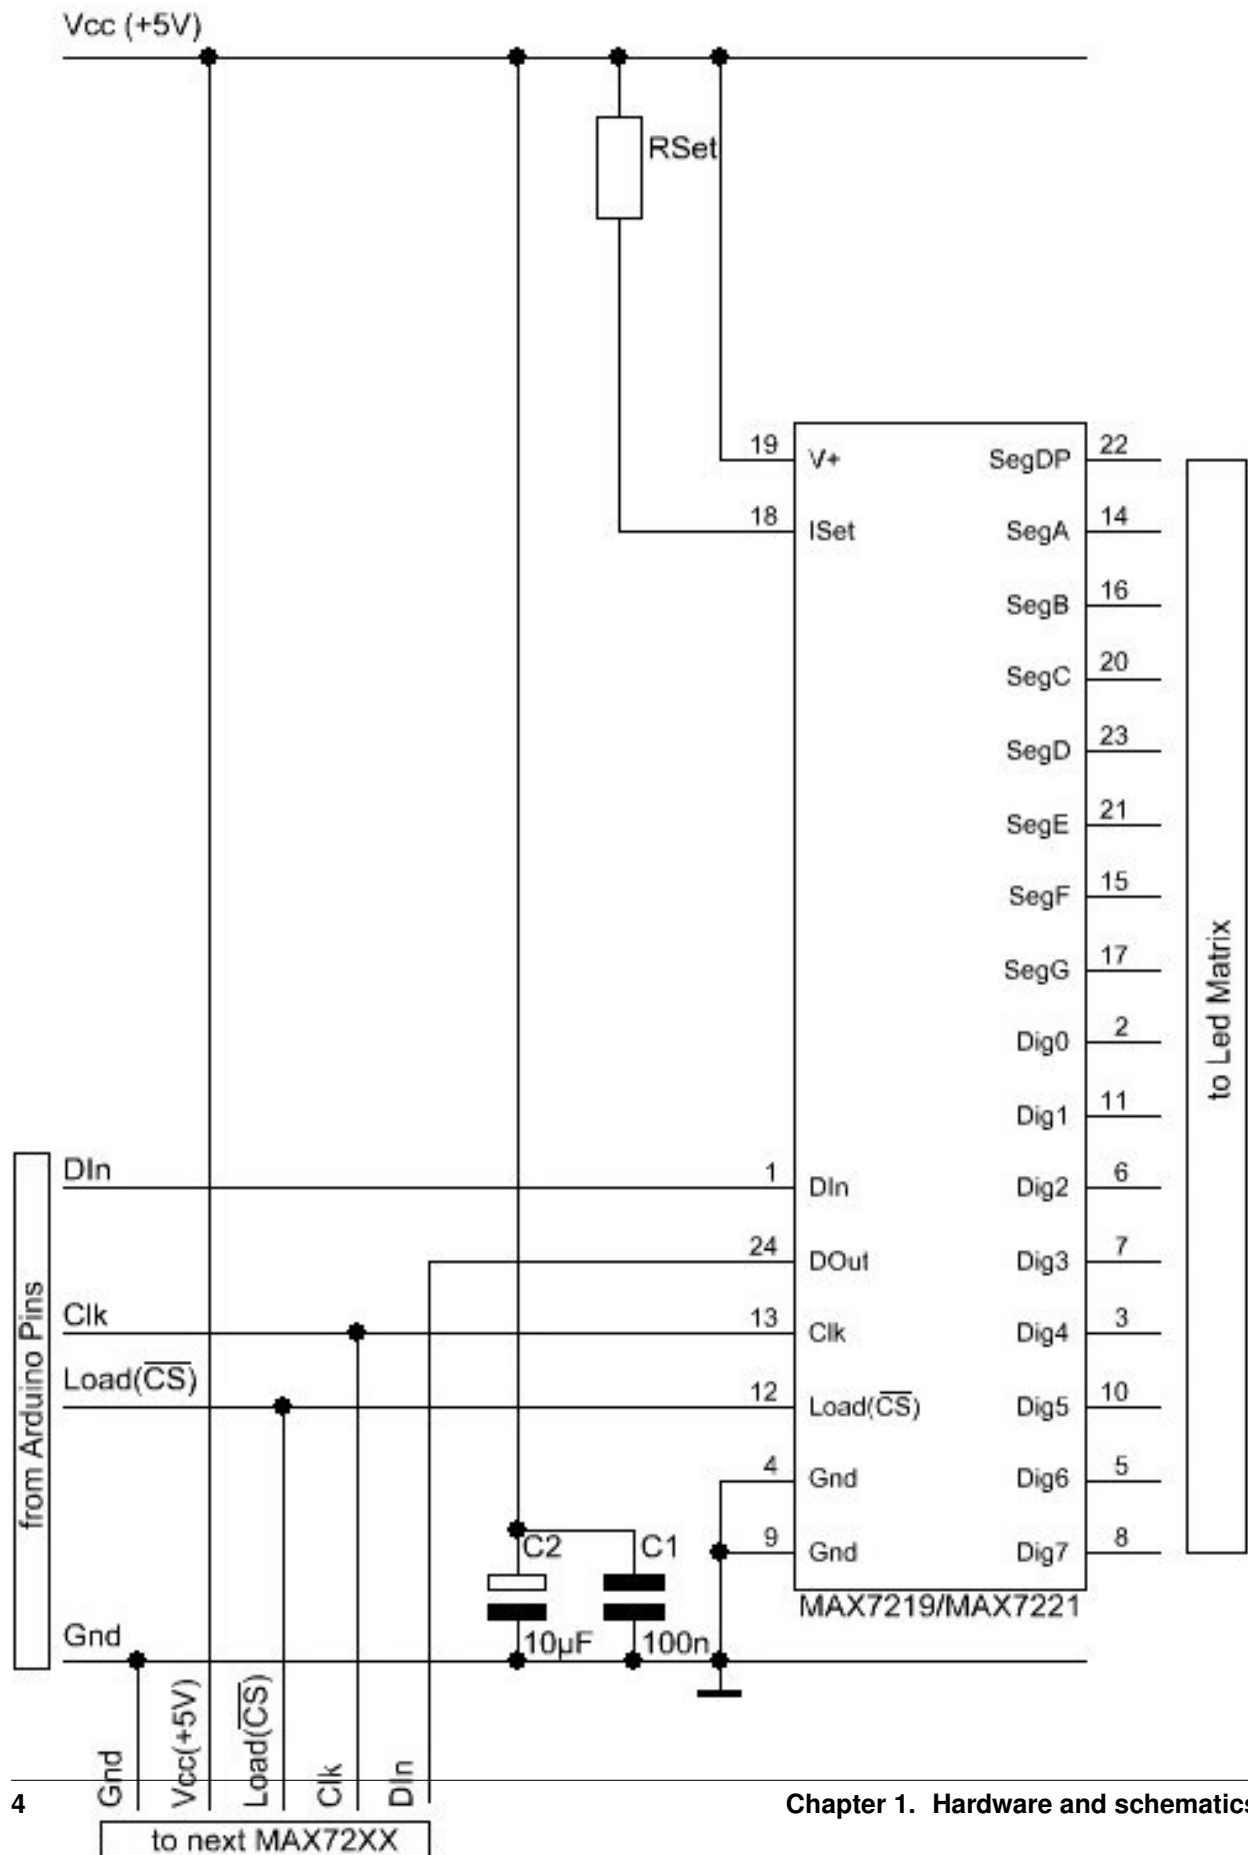 Vcc (+5V)
RSet
19
V+
SegDP
22
18
ISet
SegA
14
SegB
16
SegC
20
SegD
23
SegE
21
SegF
15
SegG
17
Dig0
2
Dig1
11
DIn
1
DIn
Dig2
6
24
DOut
Dig3
7
Clk
13
Clk
Dig4
3
Load(CS)
12
Load(CS)
Dig5
10
4
Gnd
Dig6
5
9
Gnd
Dig7
8
MAX7219/MAX7221
to Led Matrix
from Arduino Pins
C2
C1
10µF
100n
Gnd
Gnd
Vcc(+5V)
Load(CS)
Clk
DIn
4
Chapter 1. Hardware and schematics
to next MAX72XX